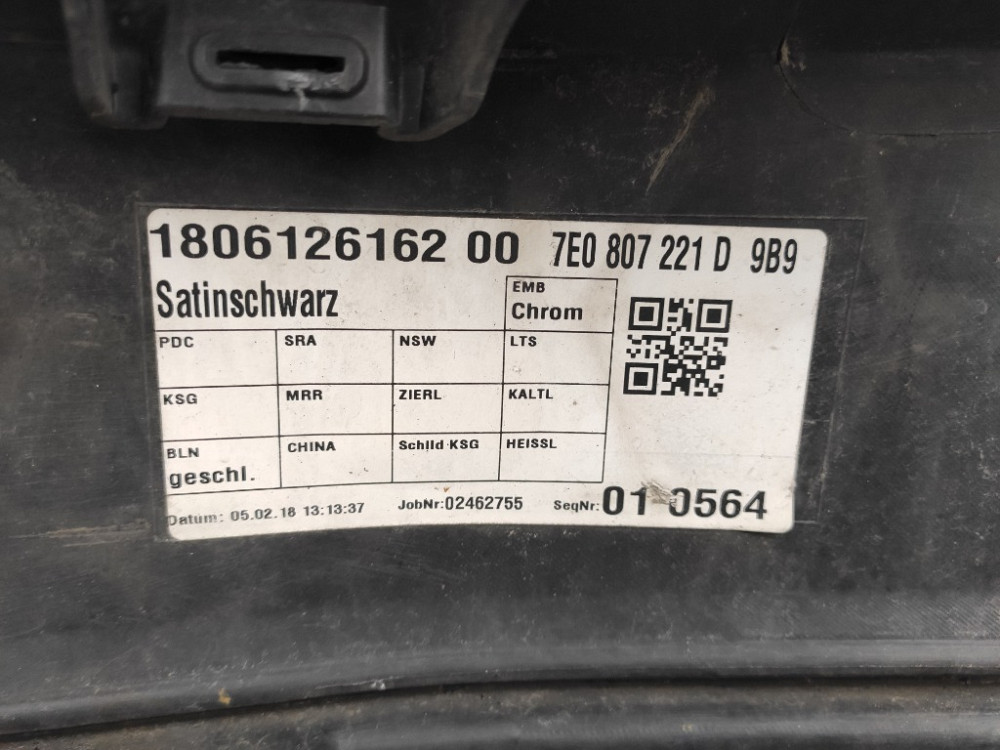 1806126162 00 7E0 807 221 D 9B9
Satinschwarz
EMB
Chrom
PDC SRA NSW LTS
KSG MRR ZIERL KALTL
BLN CHINA Schild KSG HEISSL
geschl.
Datum: 05.02.18 13:13:37 JobNr:02462755 SeqNr: 01 0564